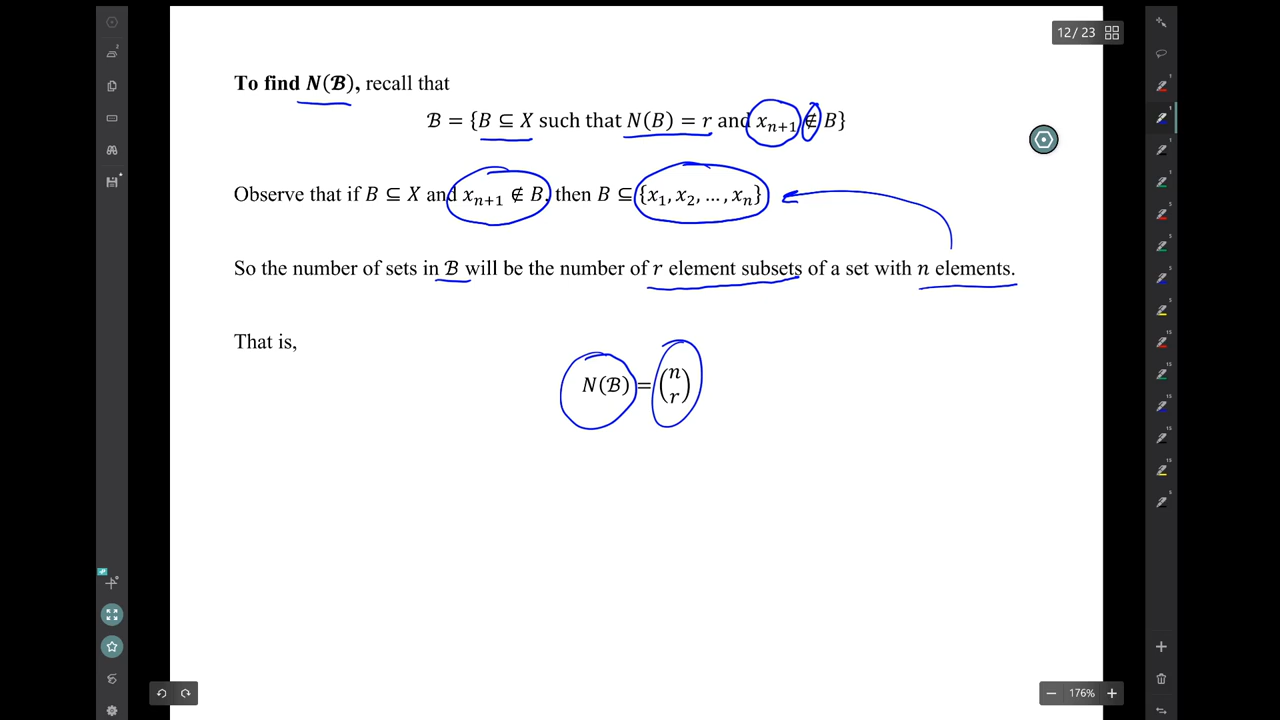 12 / 23
To find N(ℬ), recall that
ℬ = {B ⊆ X such that N(B) = r and xₙ₊₁ ∉ B}
Observe that if B ⊆ X and xₙ₊₁ ∉ B, then B ⊆ {x₁, x₂, … , xₙ}
So the number of sets in ℬ will be the number of r element subsets of a set with n elements.
That is,
N(ℬ) = (n r)
176%